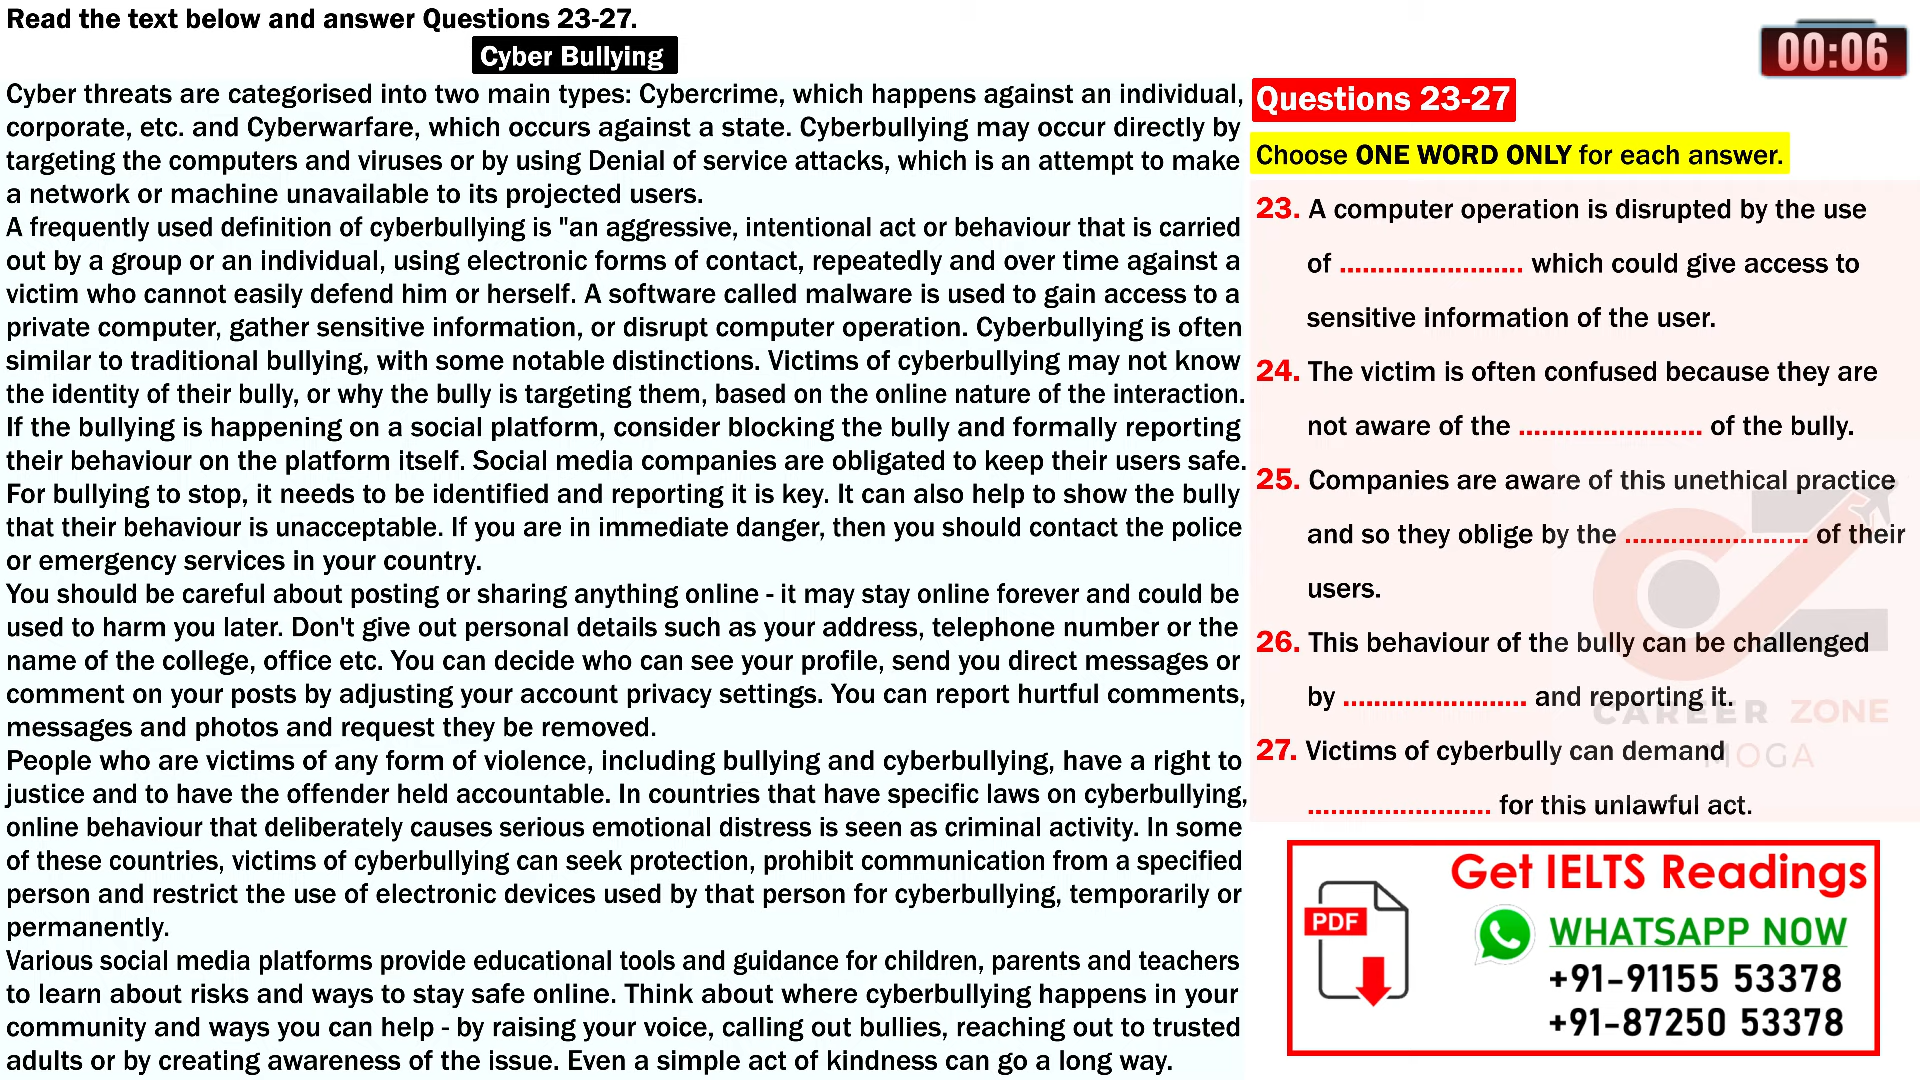 Read the text below and answer Questions 23-27.
Cyber Bullying
00:06
Cyber threats are categorised into two main types: Cybercrime, which happens against an individual,
corporate, etc. and Cyberwarfare, which occurs against a state. Cyberbullying may occur directly by
targeting the computers and viruses or by using Denial of service attacks, which is an attempt to make
a network or machine unavailable to its projected users.
A frequently used definition of cyberbullying is "an aggressive, intentional act or behaviour that is carried
out by a group or an individual, using electronic forms of contact, repeatedly and over time against a
victim who cannot easily defend him or herself. A software called malware is used to gain access to a
private computer, gather sensitive information, or disrupt computer operation. Cyberbullying is often
similar to traditional bullying, with some notable distinctions. Victims of cyberbullying may not know
the identity of their bully, or why the bully is targeting them, based on the online nature of the interaction.
If the bullying is happening on a social platform, consider blocking the bully and formally reporting
their behaviour on the platform itself. Social media companies are obligated to keep their users safe.
For bullying to stop, it needs to be identified and reporting it is key. It can also help to show the bully
that their behaviour is unacceptable. If you are in immediate danger, then you should contact the police
or emergency services in your country.
You should be careful about posting or sharing anything online - it may stay online forever and could be
used to harm you later. Don't give out personal details such as your address, telephone number or the
name of the college, office etc. You can decide who can see your profile, send you direct messages or
comment on your posts by adjusting your account privacy settings. You can report hurtful comments,
messages and photos and request they be removed.
People who are victims of any form of violence, including bullying and cyberbullying, have a right to
justice and to have the offender held accountable. In countries that have specific laws on cyberbullying,
online behaviour that deliberately causes serious emotional distress is seen as criminal activity. In some
of these countries, victims of cyberbullying can seek protection, prohibit communication from a specified
person and restrict the use of electronic devices used by that person for cyberbullying, temporarily or
permanently.
Various social media platforms provide educational tools and guidance for children, parents and teachers
to learn about risks and ways to stay safe online. Think about where cyberbullying happens in your
community and ways you can help - by raising your voice, calling out bullies, reaching out to trusted
adults or by creating awareness of the issue. Even a simple act of kindness can go a long way.
Questions 23-27
Choose ONE WORD ONLY for each answer.
23. A computer operation is disrupted by the use
of ........................ which could give access to
sensitive information of the user.
24. The victim is often confused because they are
not aware of the ........................ of the bully.
25. Companies are aware of this unethical practice
and so they oblige by the ........................ of their
users.
26. This behaviour of the bully can be challenged
by ........................ and reporting it.
27. Victims of cyberbully can demand
........................ for this unlawful act.
CAREER ZONE
MOGA
Get IELTS Readings
PDF
WHATSAPP NOW
+91-91155 53378
+91-87250 53378